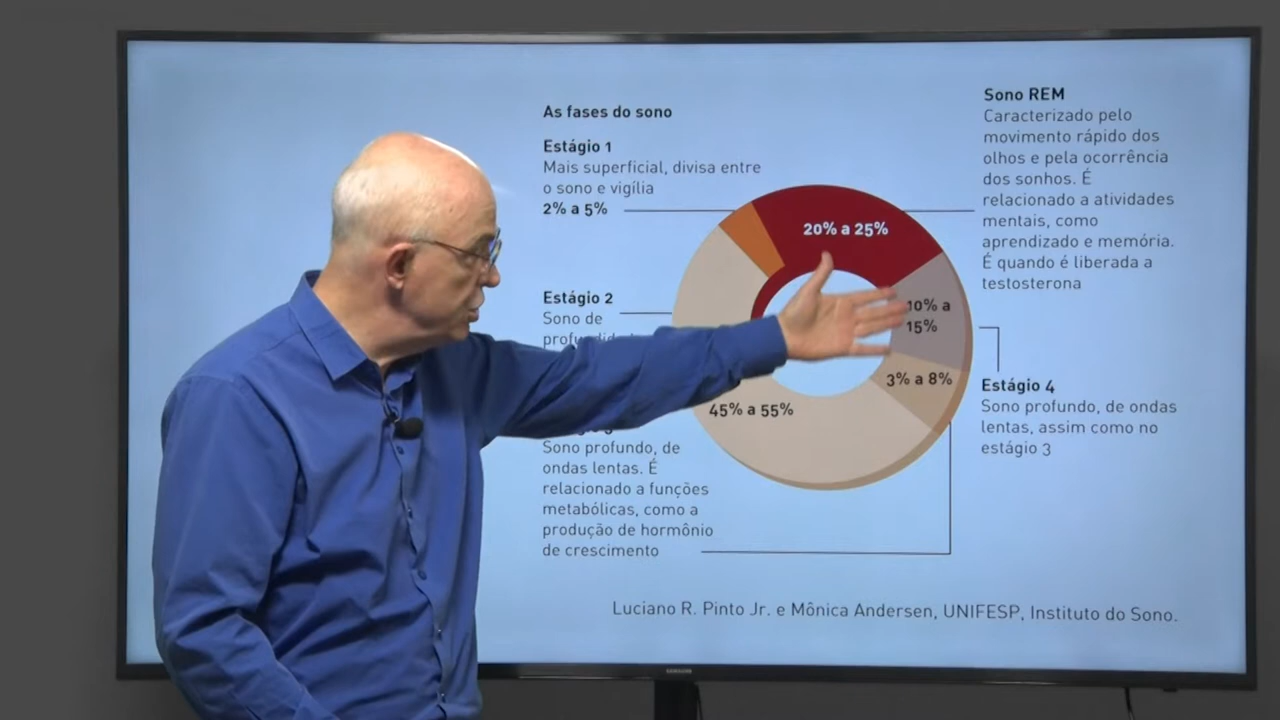 As fases do sono
Estágio 1
Mais superficial, divisa entre
o sono e vigília
2% a 5%
Estágio 2
Sono de
45% a 55%
Sono profundo, de
ondas lentas. É
relacionado a funções
metabólicas, como a
produção de hormônio
de crescimento
20% a 25%
10% a
15%
3% a 8%
Sono REM
Caracterizado pelo
movimento rápido dos
olhos e pela ocorrência
dos sonhos. É
relacionado a atividades
mentais, como
aprendizado e memória.
É quando é liberada a
testosterona
Estágio 4
Sono profundo, de ondas
lentas, assim como no
estágio 3
Luciano R. Pinto Jr. e Mônica Andersen, UNIFESP, Instituto do Sono.
SAMSUNG